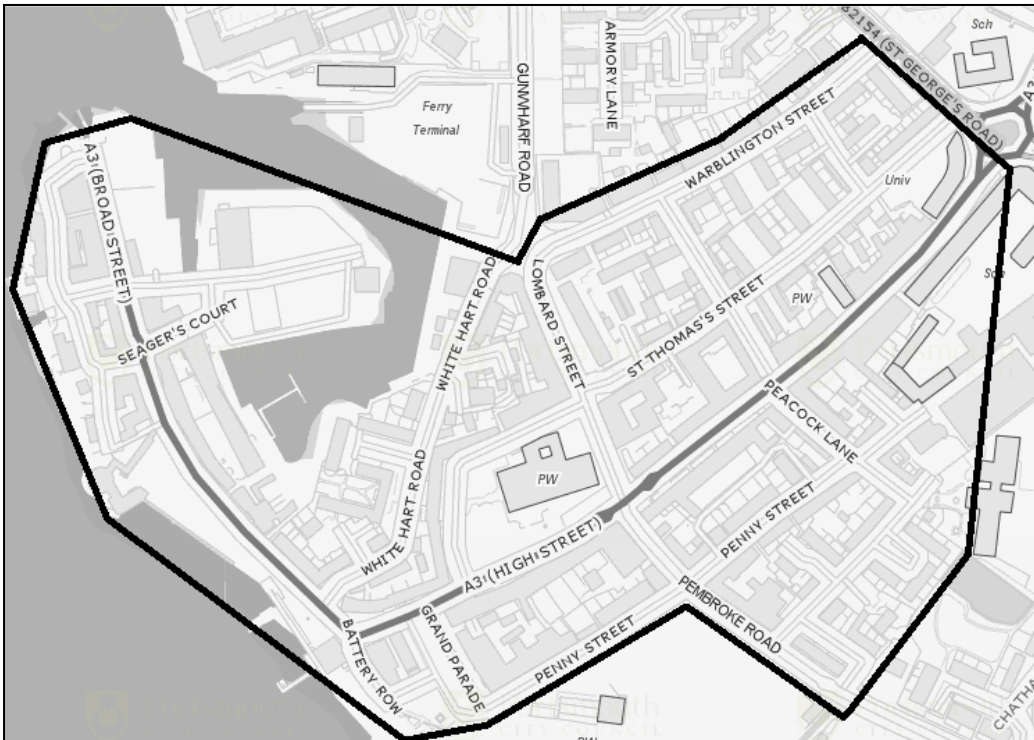 Sch
B2154 (ST GEORGE'S ROAD)
ARMORY LANE
GUNWHARF ROAD
Ferry
Terminal
WARBLINGTON STREET
A3 (BROAD STREET)
Univ
LOMBARD STREET
WHITE HART ROAD
PW
ST THOMAS'S STREET
SEAGER'S COURT
PEACOCK LANE
PW
WHITE HART ROAD
PENNY STREET
A3 (HIGH STREET)
PEMBROKE ROAD
GRAND PARADE
BATTERY ROW
PENNY STREET
CITY COUNCIL